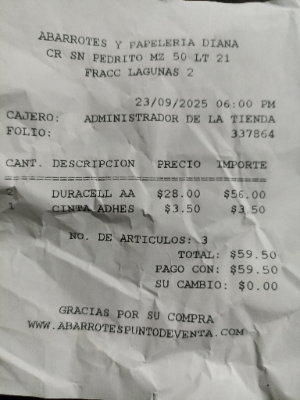 ABARROTES Y PAPELERIA DIANA
CR SN PEDRITO MZ 50 LT 21
FRACC LAGUNAS 2
23/09/2025 06:00 PM
CAJERO: ADMINISTRADOR DE LA TIENDA
FOLIO: 337864
CANT. DESCRIPCION PRECIO IMPORTE
==============================
2 DURACELL AA $28.00 $56.00
1 CINTA ADHES $3.50 $3.50
NO. DE ARTICULOS: 3
TOTAL: $59.50
PAGO CON: $59.50
SU CAMBIO: $0.00
GRACIAS POR SU COMPRA
WWW.ABARROTESPUNTODEVENTA.COM